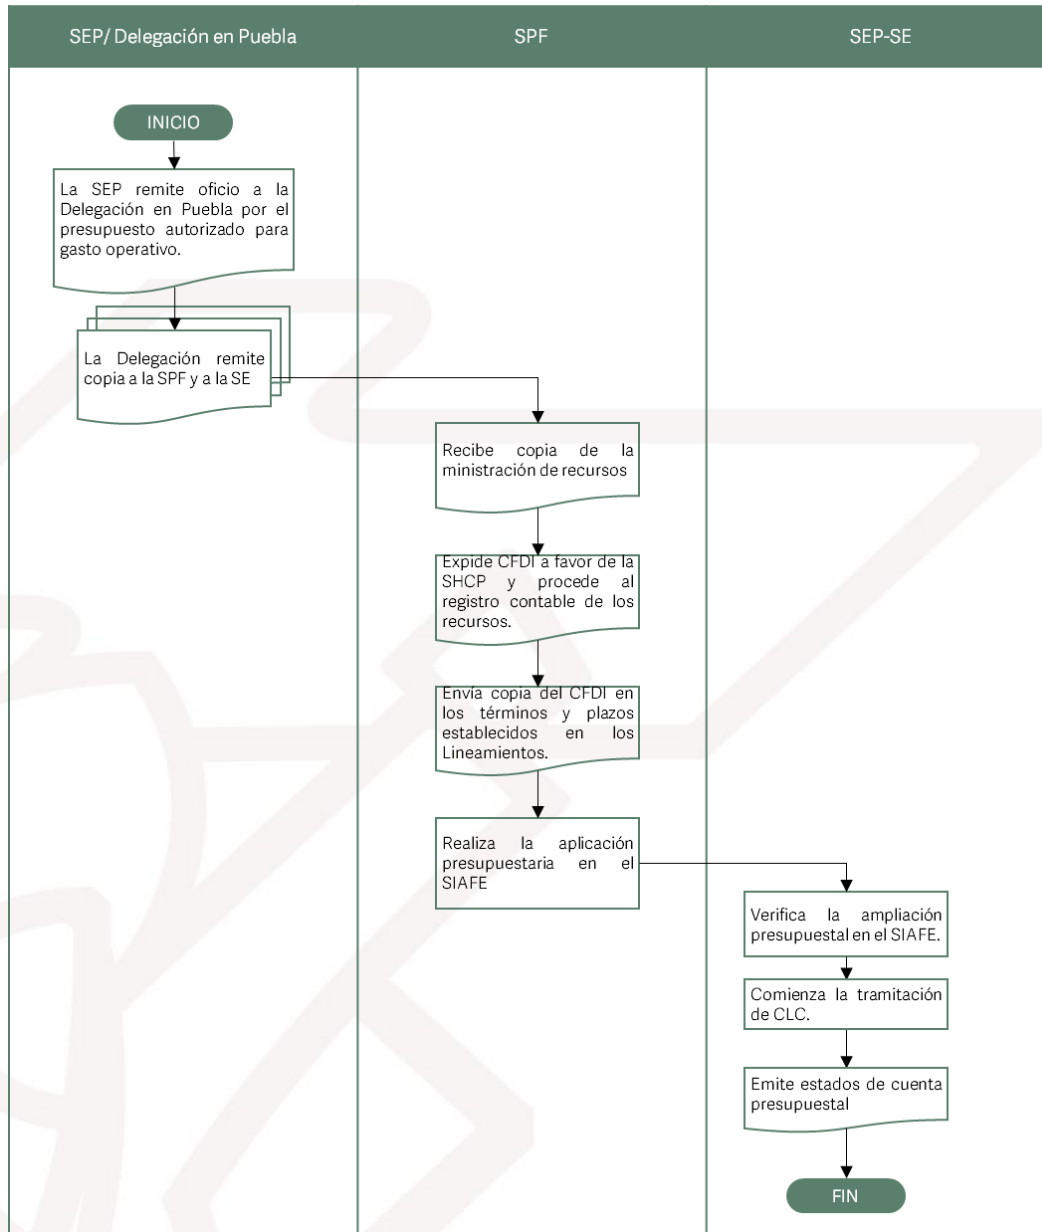 SEP/ Delegación en Puebla
SPF
SEP-SE
INICIO
La SEP remite oficio a la
Delegación en Puebla por el
presupuesto autorizado para
gasto operativo.
La Delegación remite
copia a la SPF y a la SE
Recibe copia de la
ministración de recursos
Expide CFDI a favor de la
SHCP y procede al
registro contable de los
recursos.
Envía copia del CFDI en
los términos y plazos
establecidos en los
Lineamientos.
Realiza la aplicación
presupuestaria en el
SIAFE
Verifica la ampliación
presupuestal en el SIAFE.
Comienza la tramitación
de CLC.
Emite estados de cuenta
presupuestal
FIN